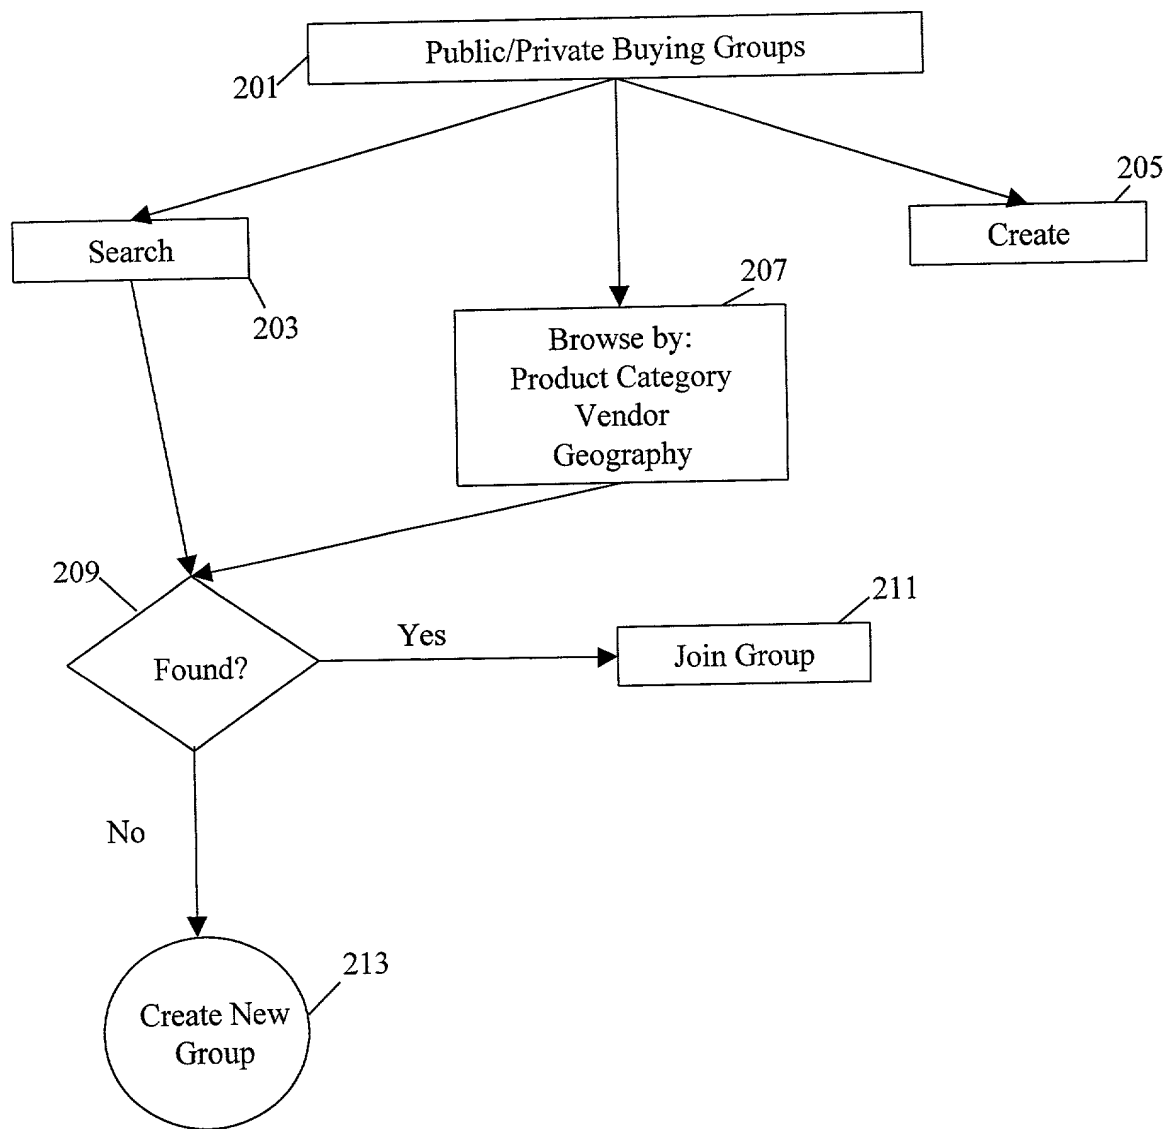 Public/Private Buying Groups
201
205
Search
Create
203
207
Browse by:
Product Category
Vendor
Geography
209
211
Yes
Found?
Join Group
No
213
Create New
Group